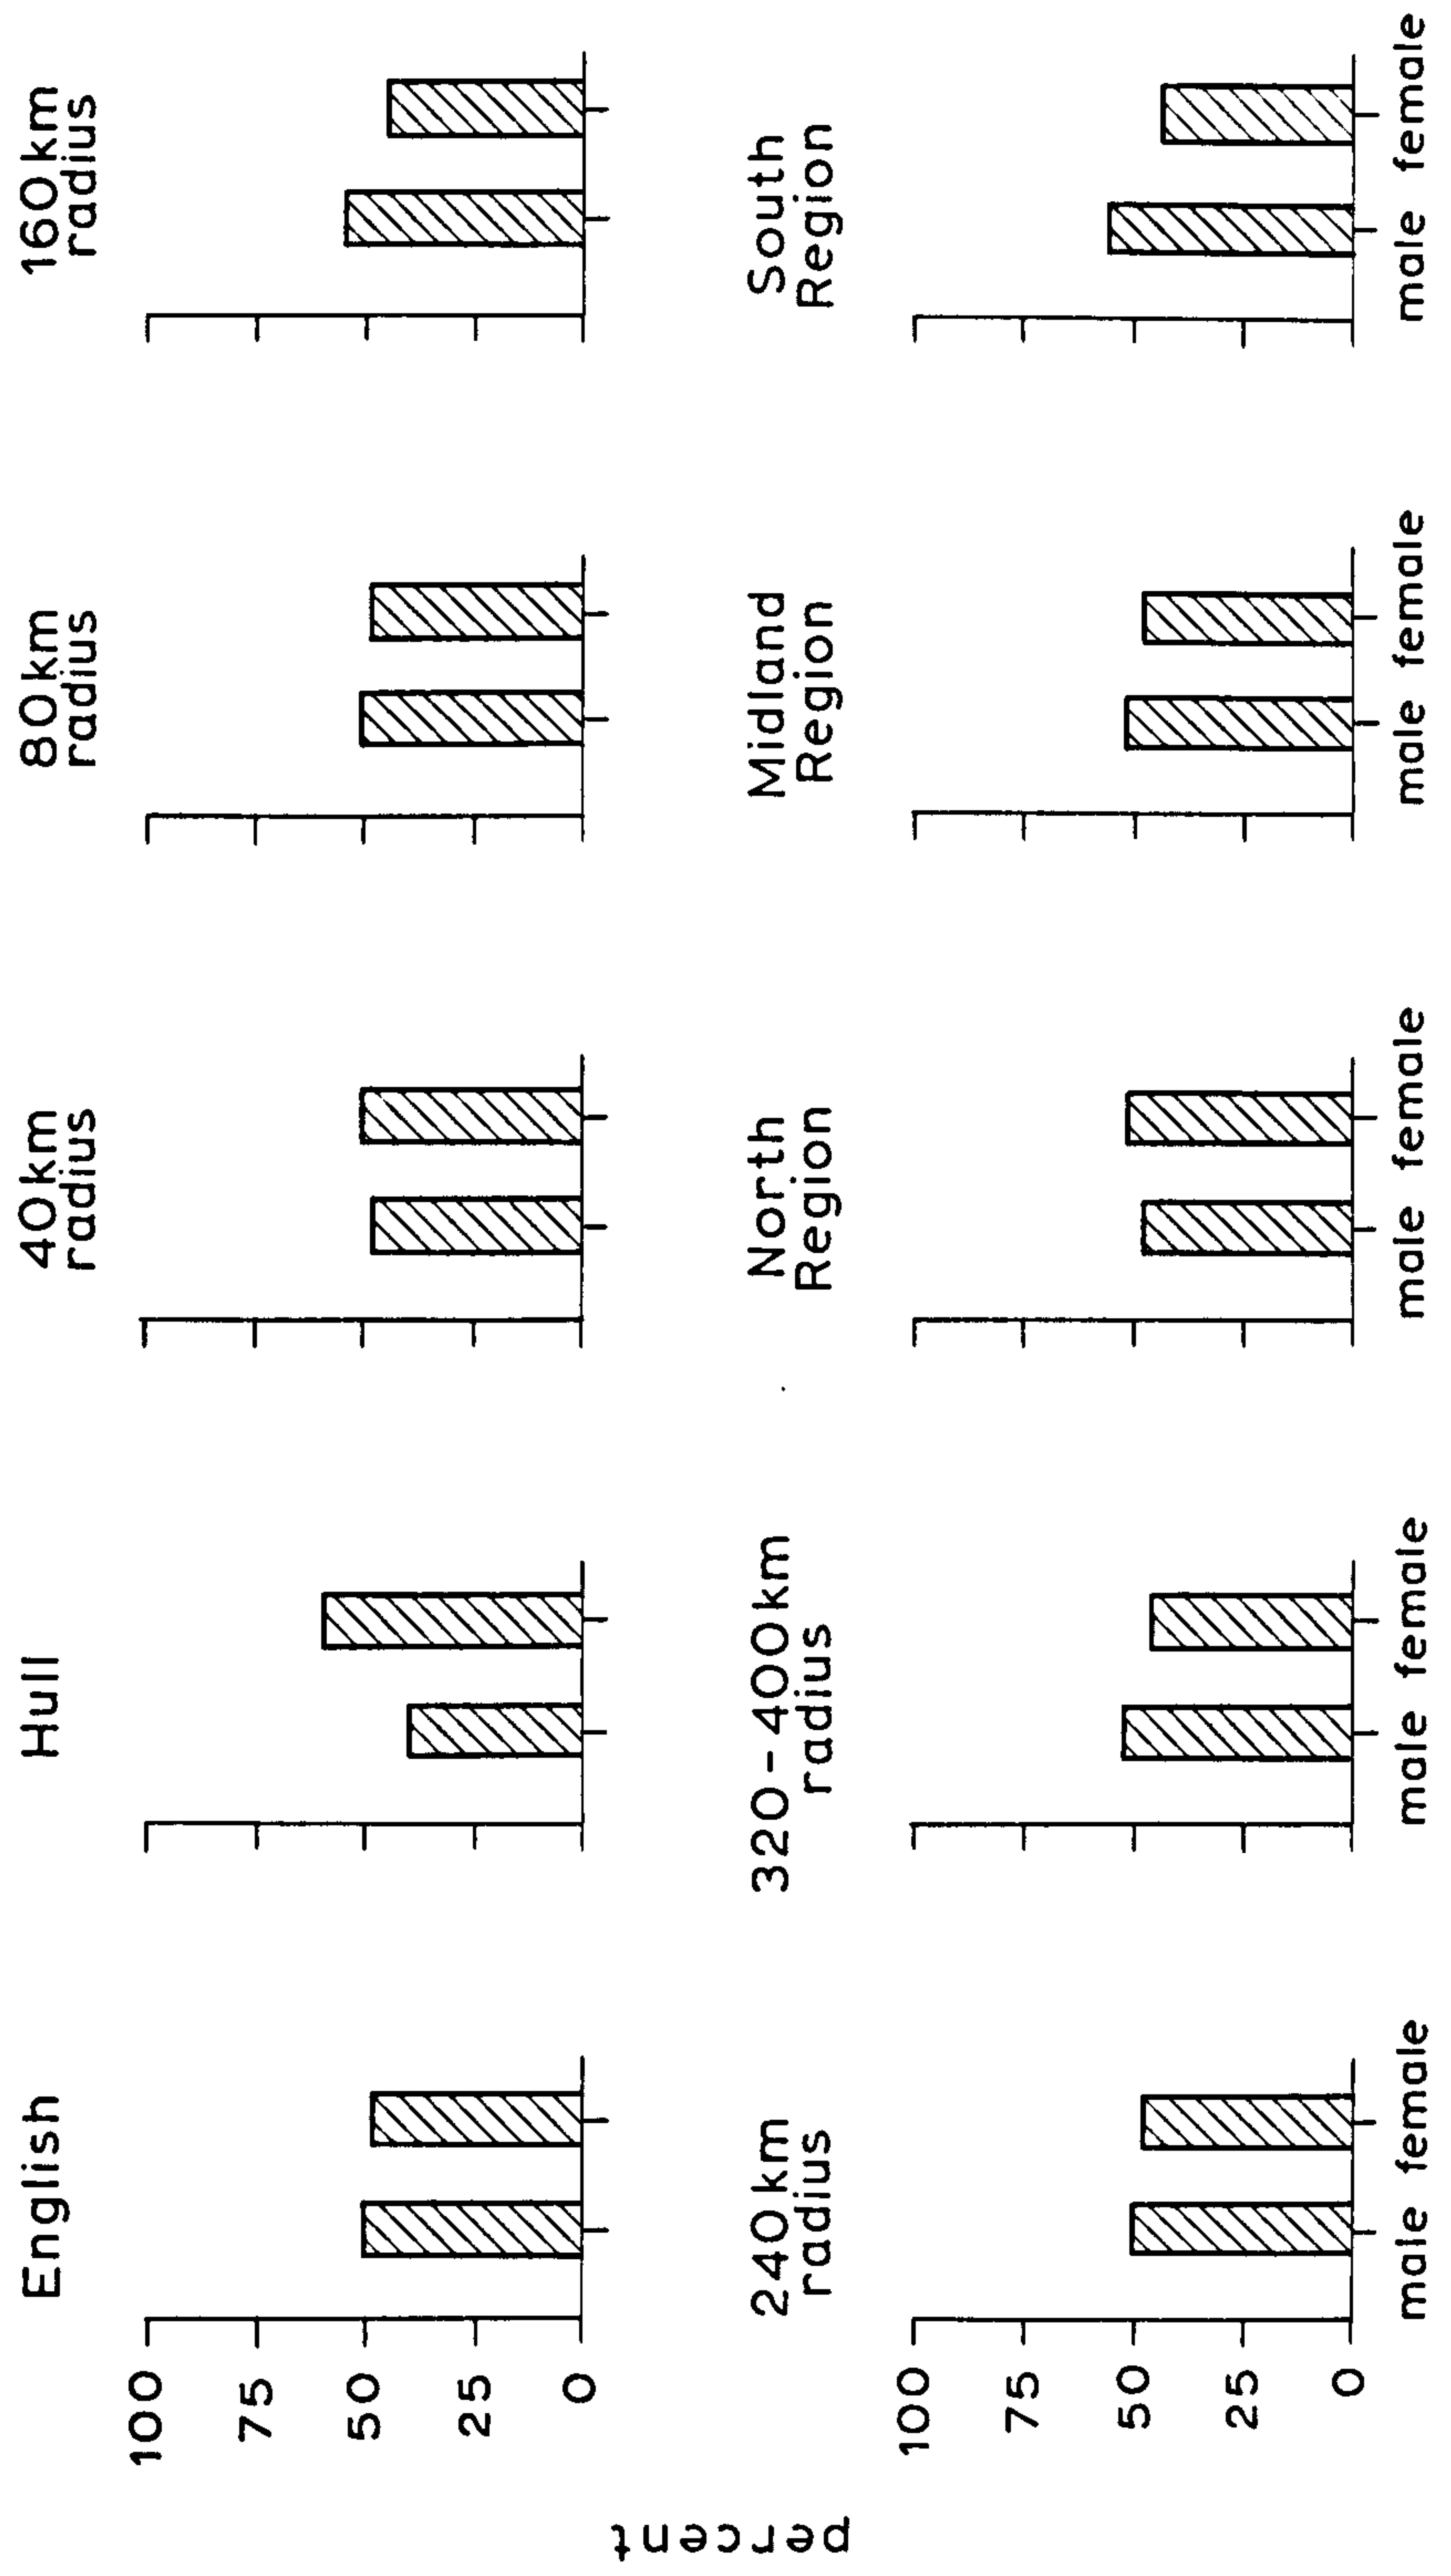 English
Hull
40km
radius
80km
radius
160km
radius
percent
100
75
50
25
0
240km
radius
320-400km
radius
North
Region
Midland
Region
South
Region
100
75
50
25
0
male female
male female
male female
male female
male female